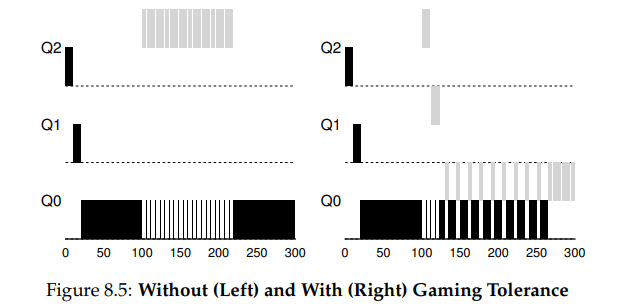 Q2 Q2
Q1 Q1
Q0 Q0
0 50 100 150 200 250 300 0 50 100 150 200 250 300
Figure 8.5: Without (Left) and With (Right) Gaming Tolerance